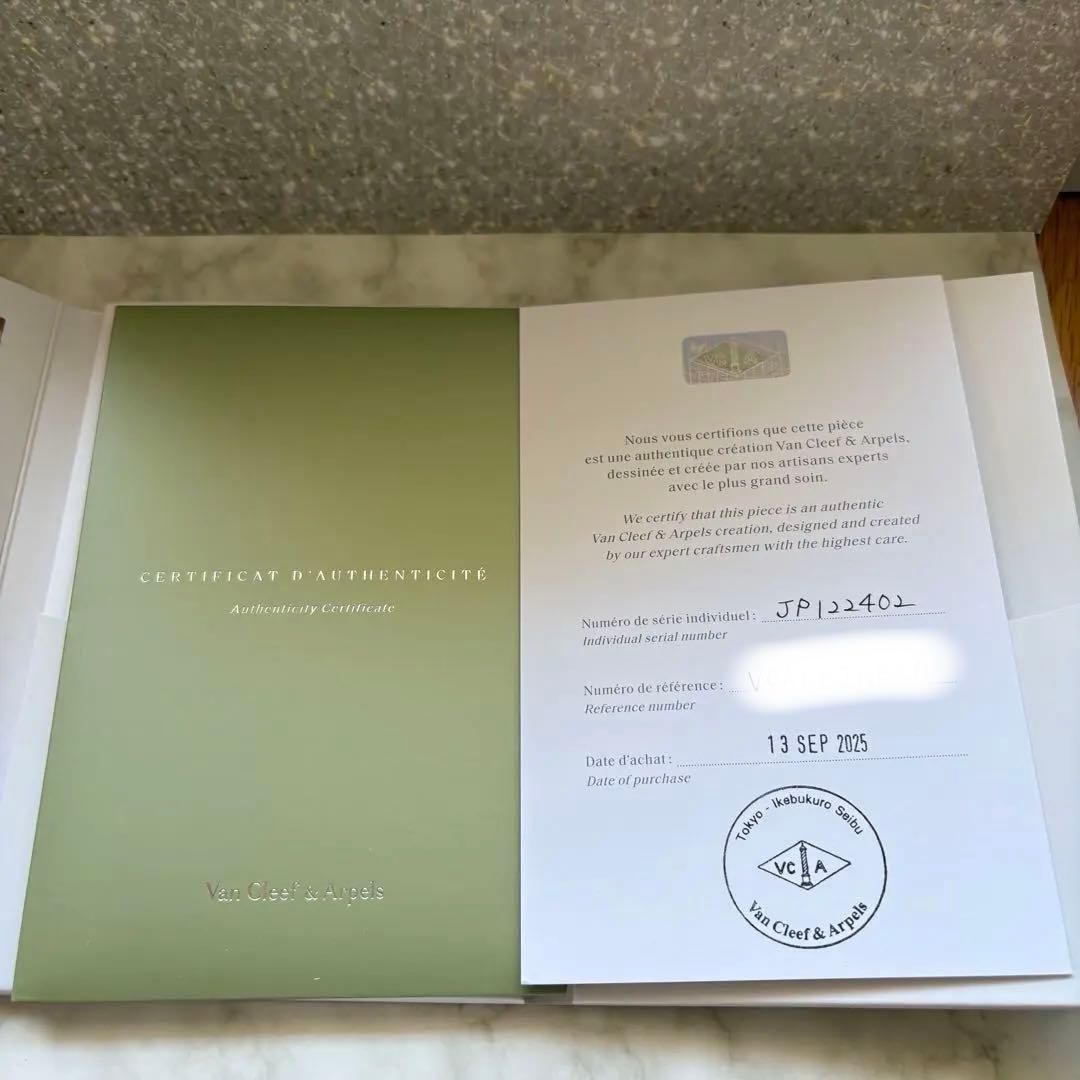 CERTIFICAT D'AUTHENTICITÉ
Authenticity Certificate
Van Cleef & Arpels
Nous vous certifions que cette pièce
est une authentique création Van Cleef & Arpels,
dessinée et créée par nos artisans experts
avec le plus grand soin.
We certify that this piece is an authentic
Van Cleef & Arpels creation, designed and created
by our expert craftsmen with the highest care.
Numéro de série individuel : JP122402
Individual serial number
Numéro de référence :
Reference number
Date d'achat : 13 SEP 2025
Date of purchase
Tokyo - Ikebukuro Seibu
VC A
Van Cleef & Arpels